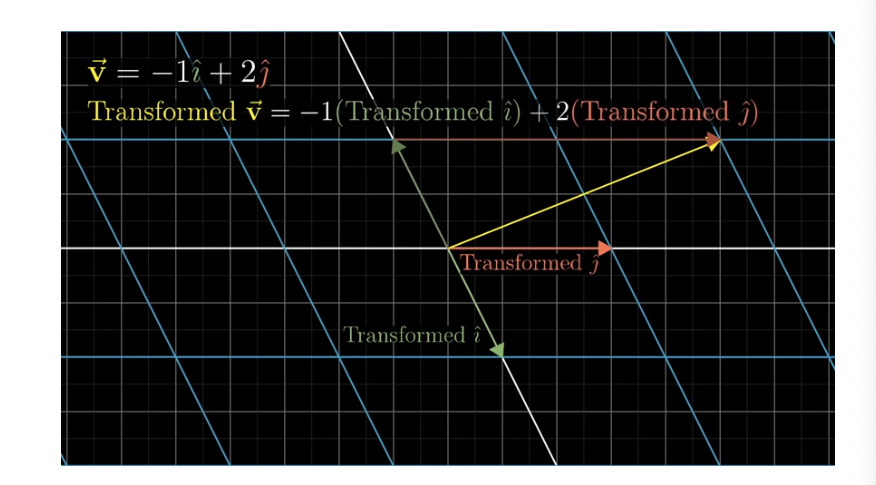 v⃗ = −1î + 2ĵ
Transformed v⃗ = −1(Transformed î) + 2(Transformed ĵ)
Transformed ĵ
Transformed î